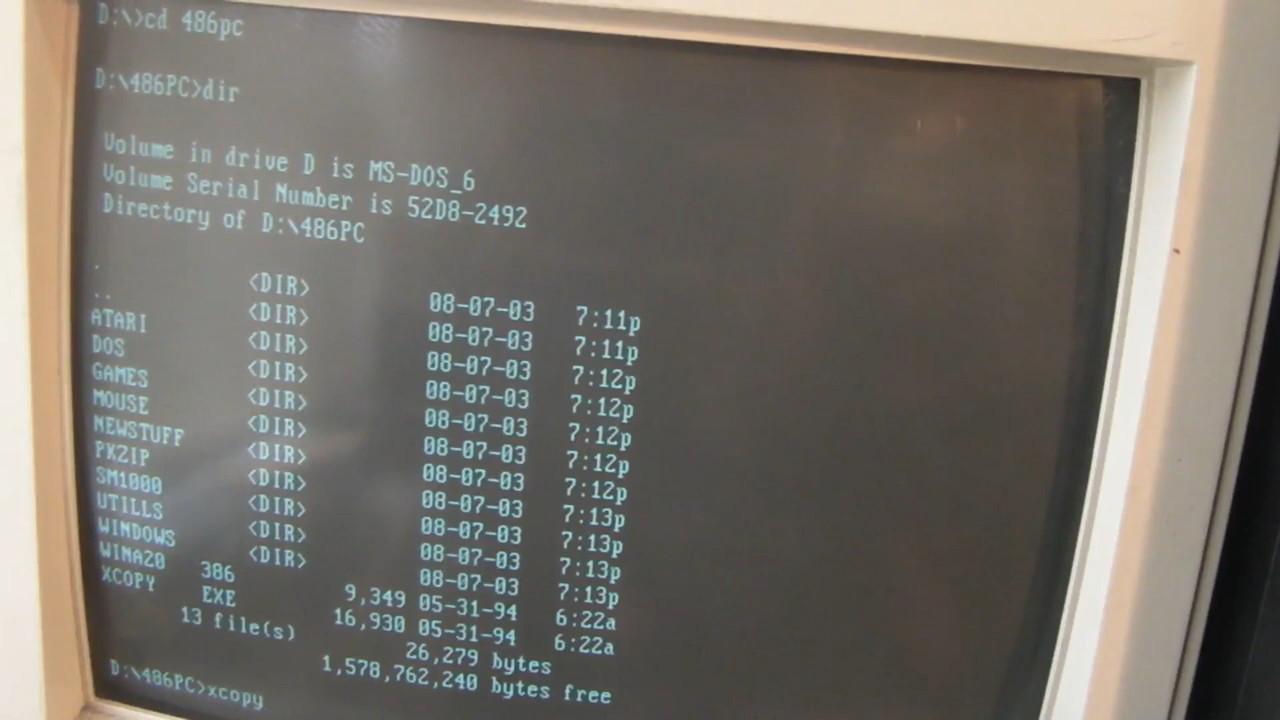 D:\>cd 486pc
D:\486PC>dir
Volume in drive D is MS-DOS_6
Volume Serial Number is 52D8-2492
Directory of D:\486PC
. <DIR> 08-07-03 7:11p
.. <DIR> 08-07-03 7:11p
ATARI <DIR> 08-07-03 7:12p
DOS <DIR> 08-07-03 7:12p
GAMES <DIR> 08-07-03 7:12p
MOUSE <DIR> 08-07-03 7:12p
NEWSTUFF <DIR> 08-07-03 7:12p
PKZIP <DIR> 08-07-03 7:13p
SM1000 <DIR> 08-07-03 7:13p
UTILLS <DIR> 08-07-03 7:13p
WINDOWS <DIR> 08-07-03 7:13p
WINA20 386 9,349 05-31-94 6:22a
XCOPY EXE 16,930 05-31-94 6:22a
13 file(s) 26,279 bytes
1,578,762,240 bytes free
D:\486PC>xcopy